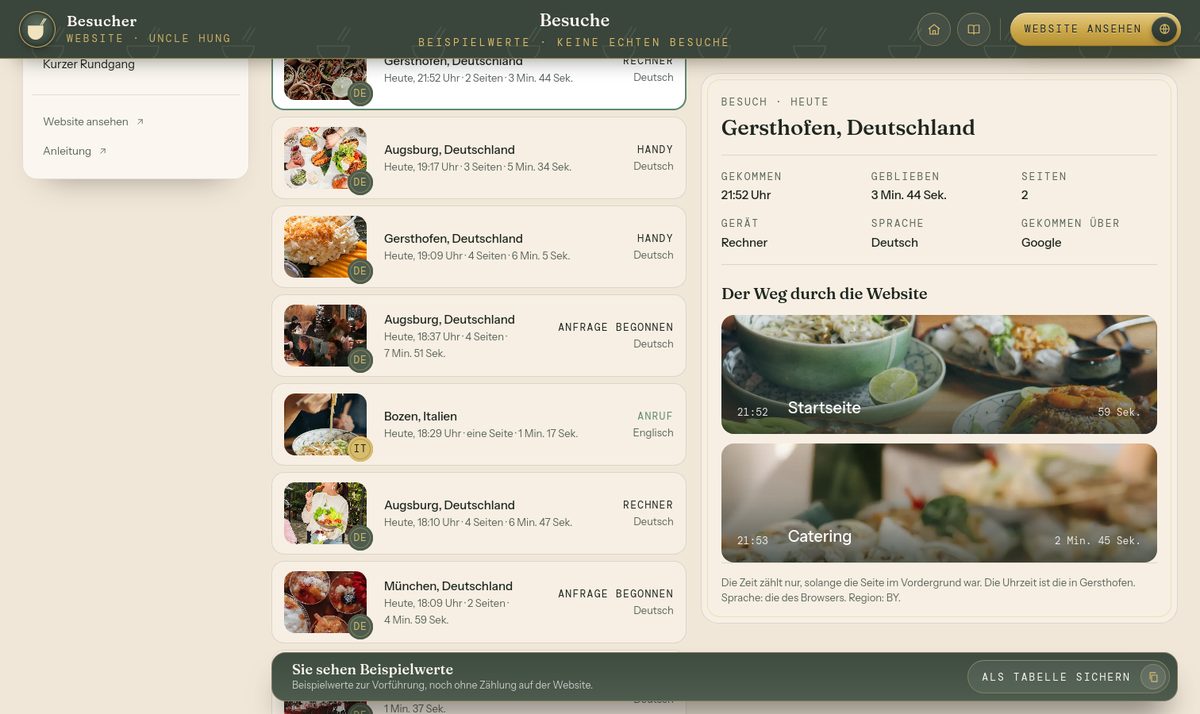 Besucher
WEBSITE · UNCLE HUNG
Besuche
BEISPIELWERTE · KEINE ECHTEN BESUCHE
WEBSITE ANSEHEN
Kurzer Rundgang
Website ansehen
Anleitung
Gersthofen, Deutschland
RECHNER
Heute, 21:52 Uhr · 2 Seiten · 3 Min. 44 Sek.
Deutsch
DE
Augsburg, Deutschland
HANDY
Heute, 19:17 Uhr · 3 Seiten · 5 Min. 34 Sek.
Deutsch
DE
Gersthofen, Deutschland
HANDY
Heute, 19:09 Uhr · 4 Seiten · 6 Min. 5 Sek.
Deutsch
DE
Augsburg, Deutschland
ANFRAGE BEGONNEN
Heute, 18:37 Uhr · 4 Seiten ·
7 Min. 51 Sek.
Deutsch
DE
Bozen, Italien
ANRUF
Heute, 18:29 Uhr · eine Seite · 1 Min. 17 Sek.
Englisch
IT
Augsburg, Deutschland
RECHNER
Heute, 18:10 Uhr · 4 Seiten · 6 Min. 47 Sek.
Deutsch
DE
München, Deutschland
ANFRAGE BEGONNEN
Heute, 18:09 Uhr · 2 Seiten ·
4 Min. 59 Sek.
Deutsch
DE
BESUCH · HEUTE
Gersthofen, Deutschland
GEKOMMEN
GEBLIEBEN
SEITEN
21:52 Uhr
3 Min. 44 Sek.
2
GERÄT
SPRACHE
GEKOMMEN ÜBER
Rechner
Deutsch
Google
Der Weg durch die Website
21:52
Startseite
59 Sek.
21:53
Catering
2 Min. 45 Sek.
Die Zeit zählt nur, solange die Seite im Vordergrund war. Die Uhrzeit ist die in Gersthofen.
Sprache: die des Browsers. Region: BY.
Sie sehen Beispielwerte
Beispielwerte zur Vorführung, noch ohne Zählung auf der Website.
ALS TABELLE SICHERN
1 Min. 37 Sek.
Deutsch
DE